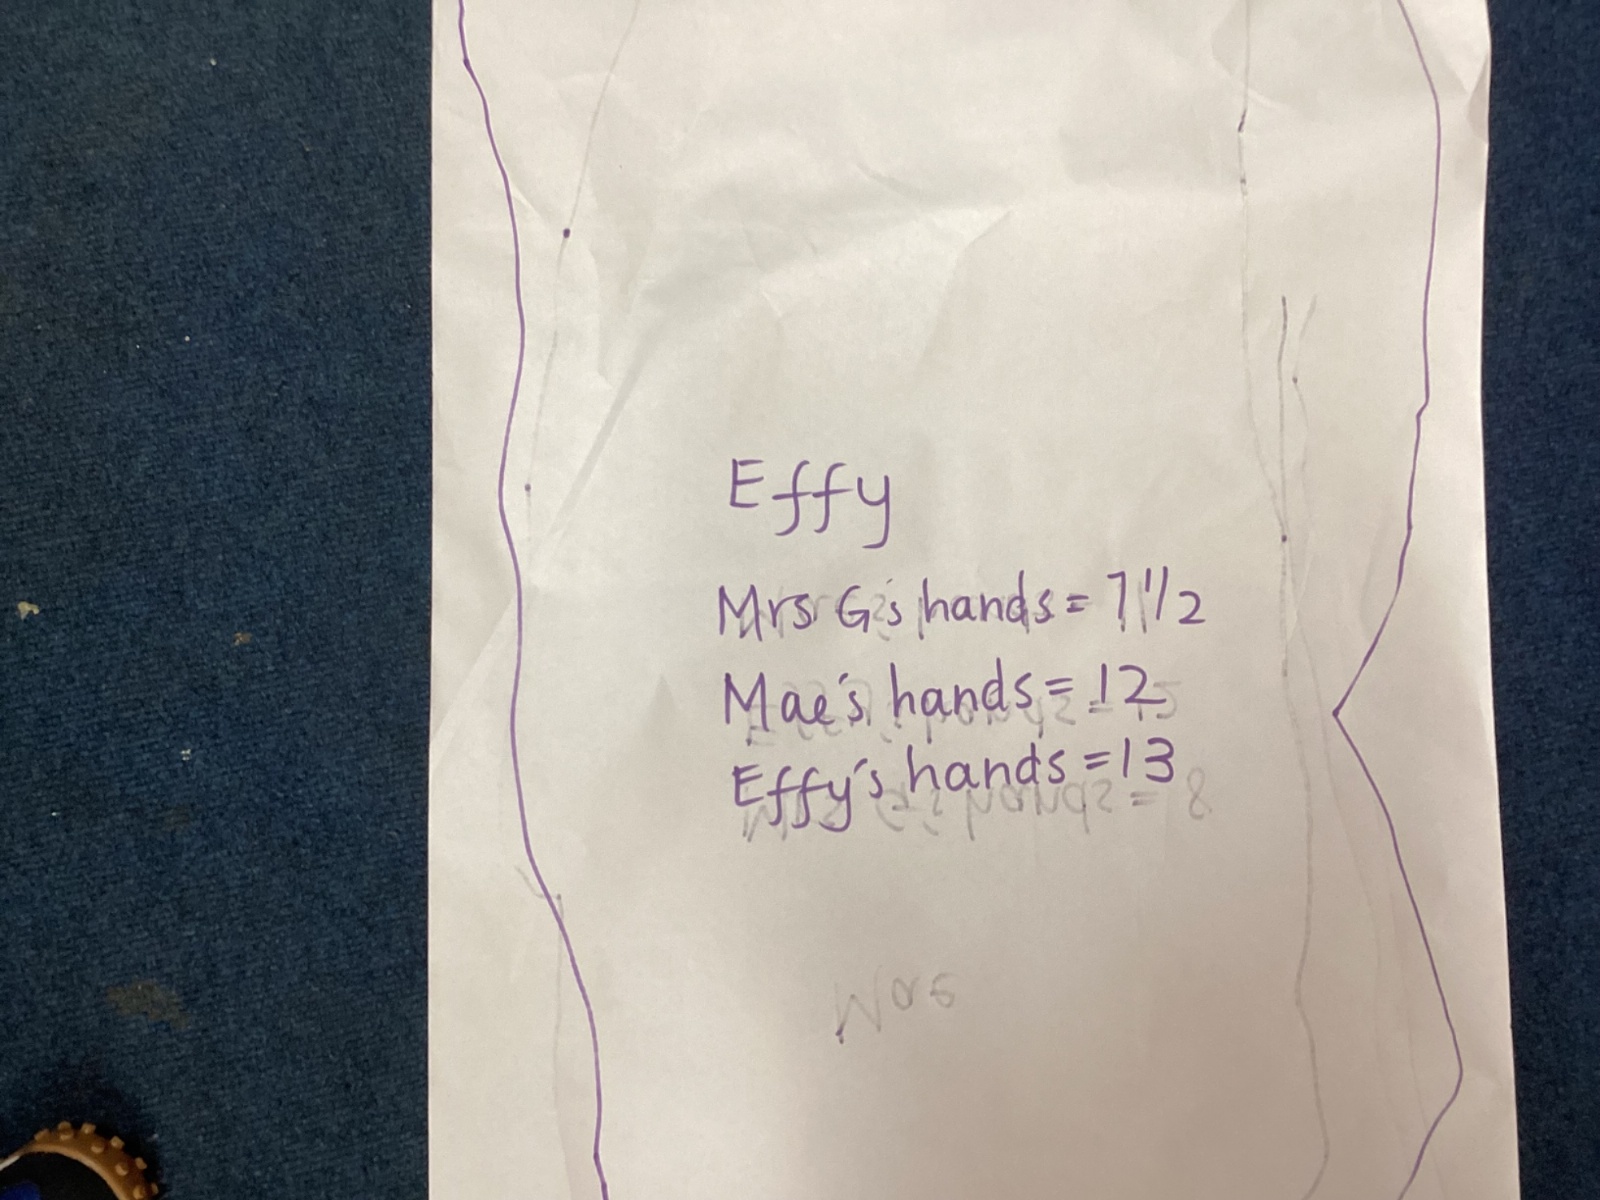 Effy
Mrs G's hands = 7 1/2
Mae's hands = 12
Effy's hands = 13